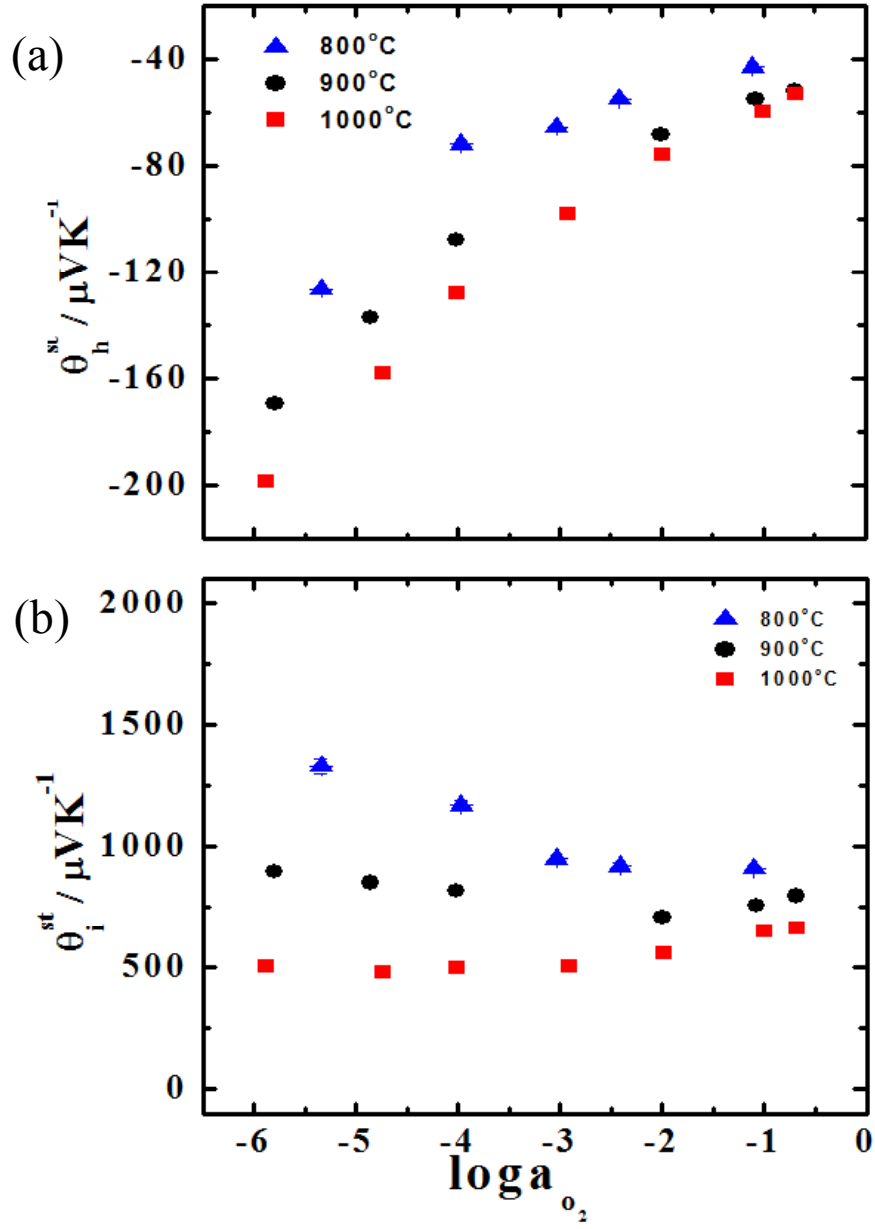 (a)
800°C
900°C
1000°C
-40
-80
-120
-160
-200
θ_h^st / μVK^-1
(b)
800°C
900°C
1000°C
2000
1500
1000
500
0
θ_i^st / μVK^-1
-6 -5 -4 -3 -2 -1 0
loga_o_2